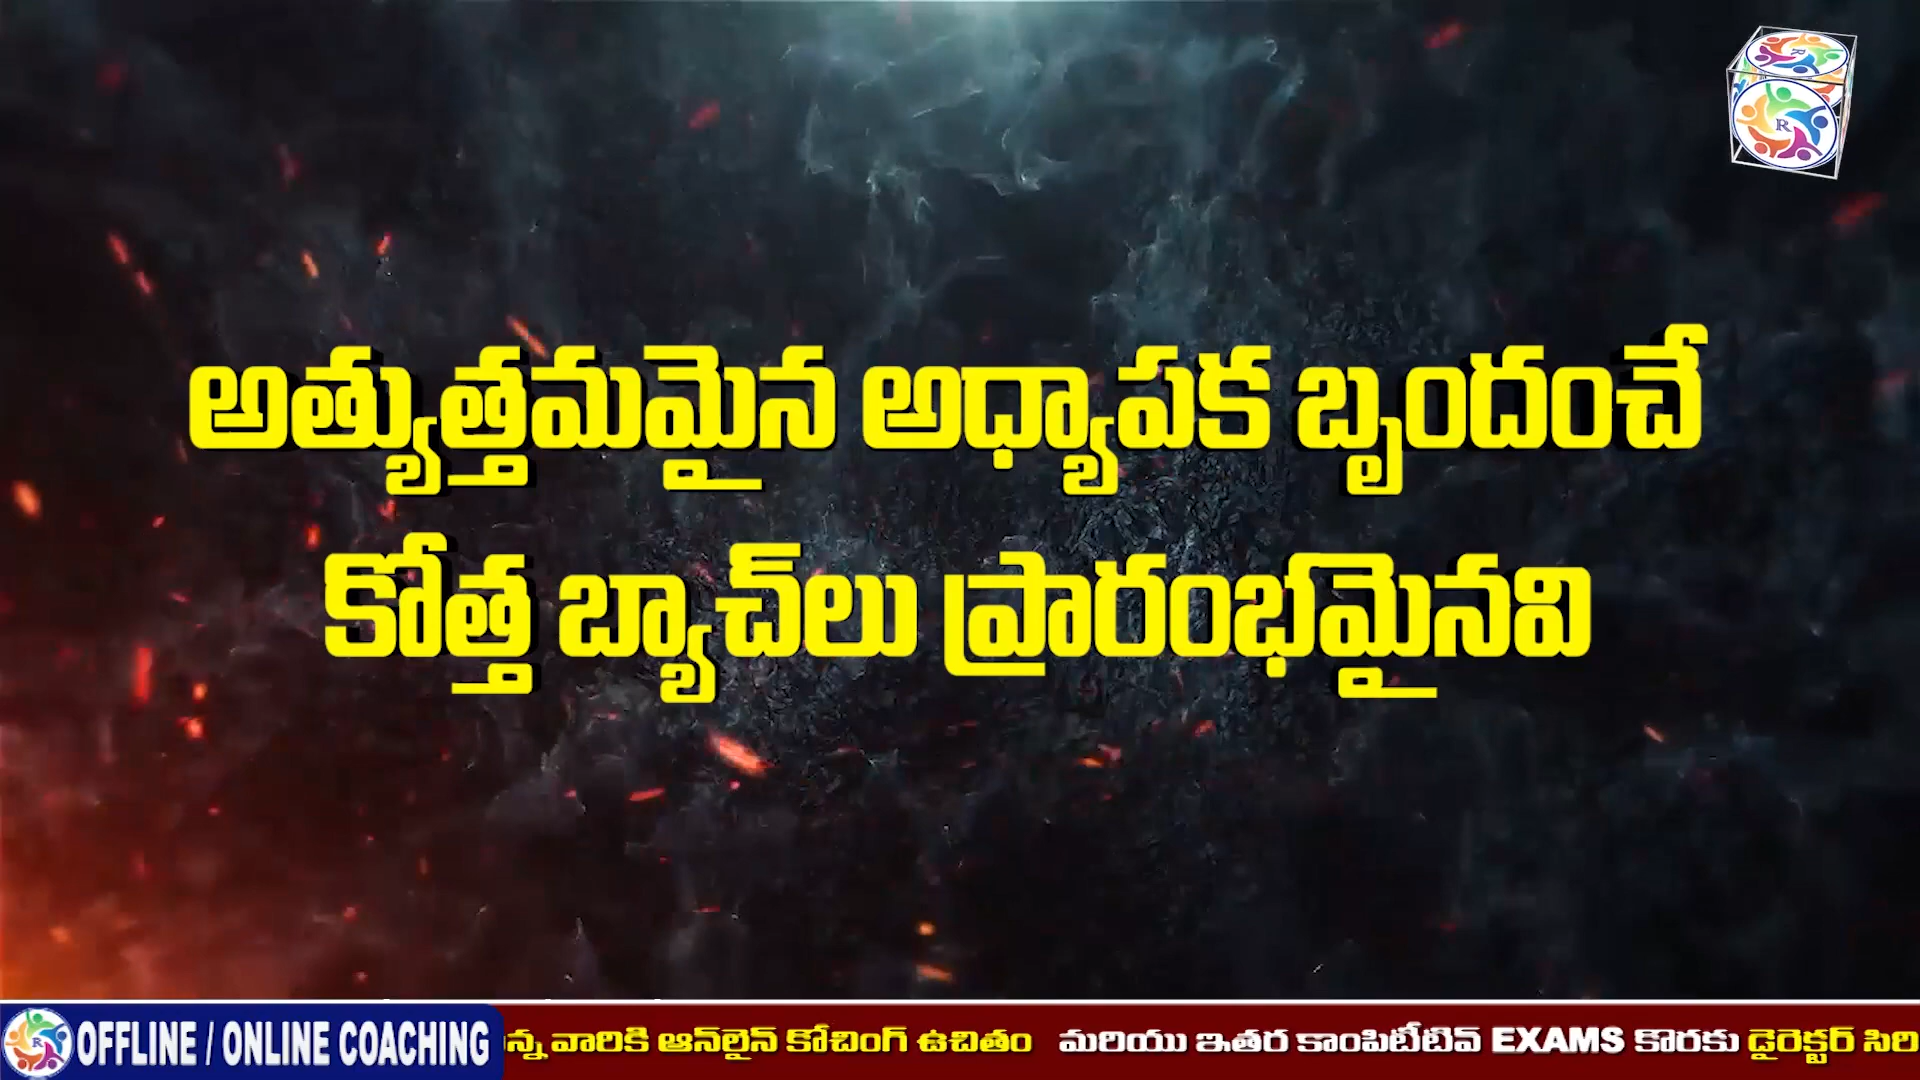 అత్యుత్తమమైన అధ్యాపక బృందంచే
కోత్త బ్యాచ్‌లు ప్రారంభమైనవి
OFFLINE / ONLINE COACHING
వారికి ఆన్‌లైన్ కోచింగ్ ఉచితం మరియు ఇతర కాంపిటీటివ్ EXAMS కొరకు డైరెక్టర్